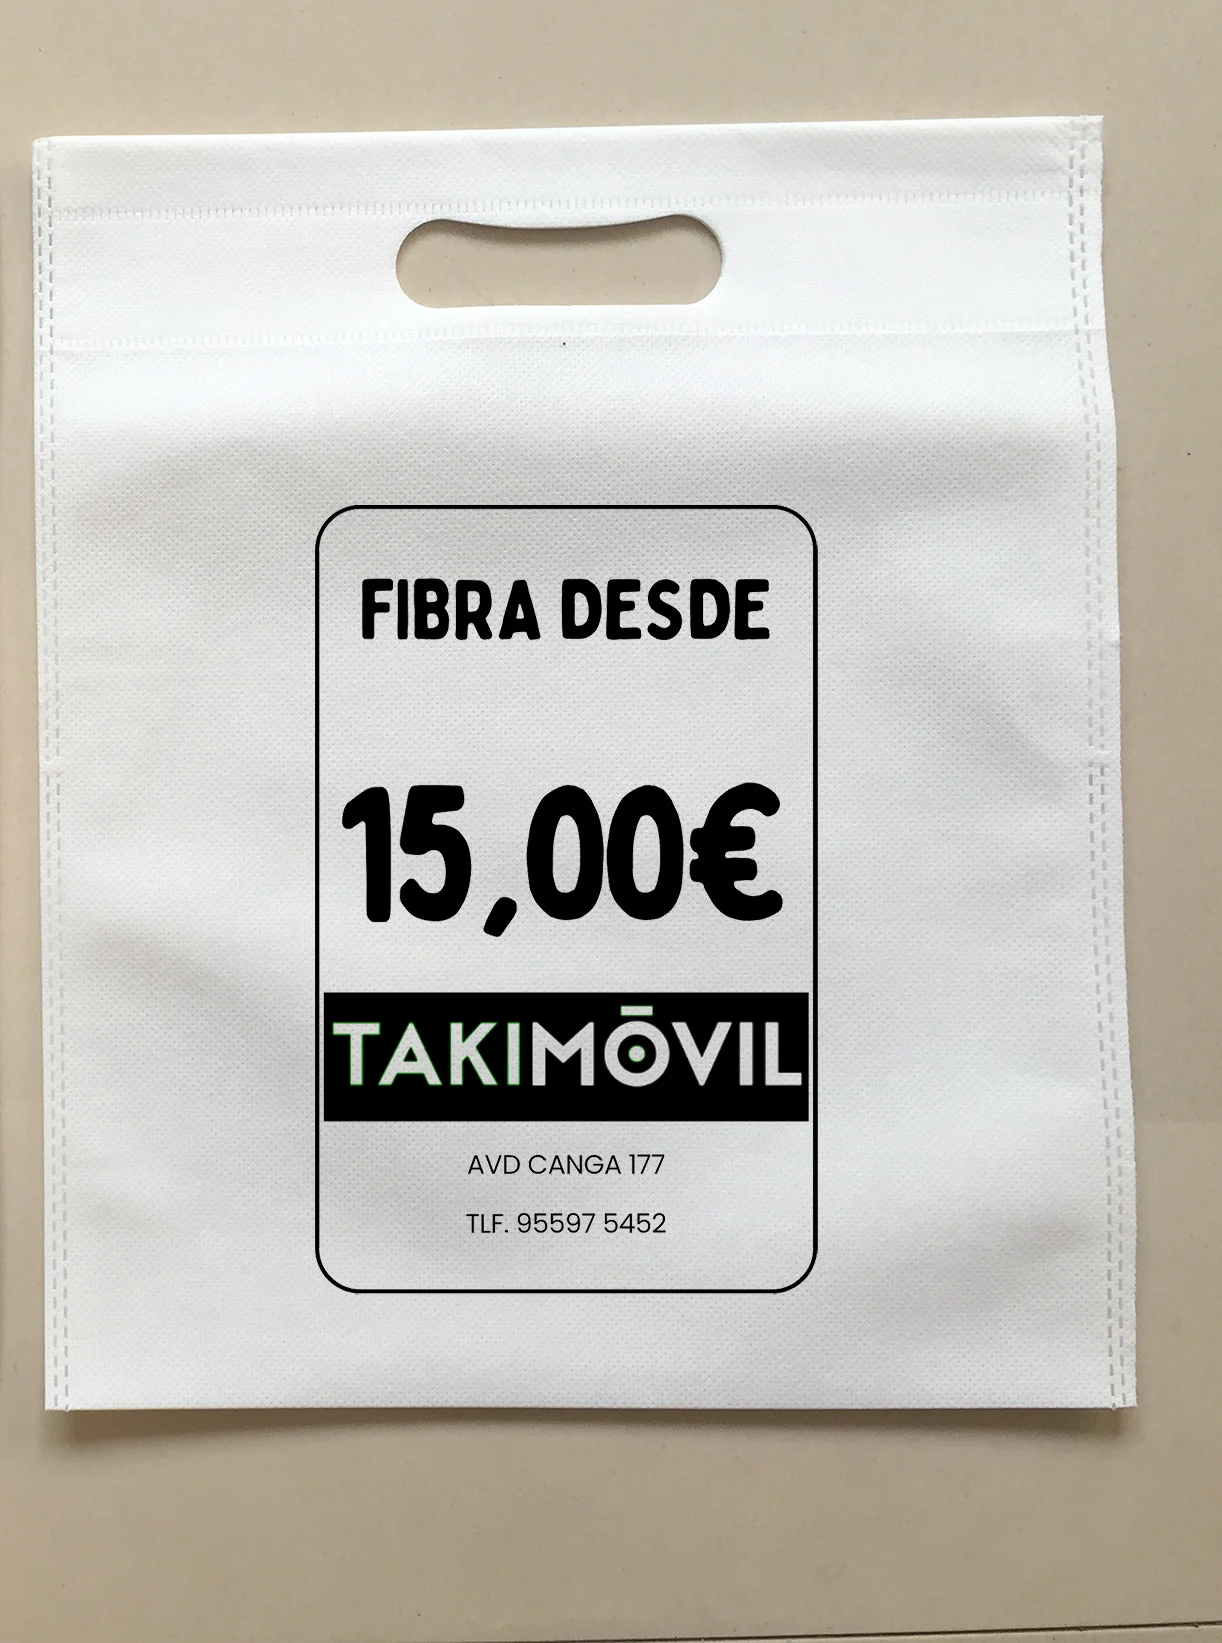 FIBRA DESDE
15,00€
TAKIMŌVIL
AVD CANGA 177
TLF. 95597 5452